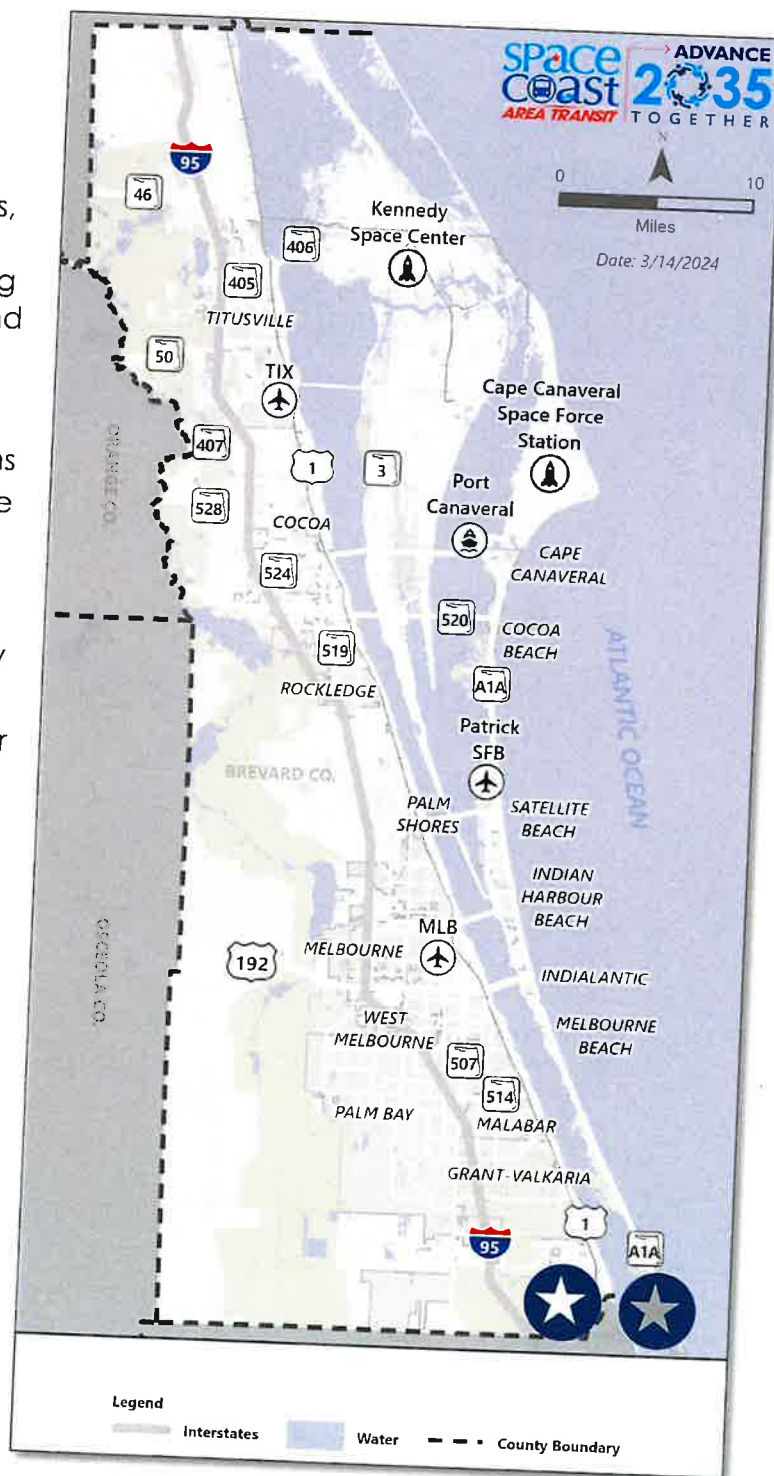 s,
g
nd
as
e
y
r
space
coast
AREA TRANSIT
ADVANCE
2035
TOGETHER
N
0 10
Miles
Date: 3/14/2024
95
46
406
Kennedy
Space Center
405
TITUSVILLE
50
TIX
Cape Canaveral
Space Force
Station
ORANGE CO.
407
1
3
528
COCOA
Port
Canaveral
CAPE
CANAVERAL
524
520
COCOA
BEACH
519
ROCKLEDGE
A1A
ATLANTIC OCEAN
Patrick
SFB
BREVARD CO.
PALM
SHORES
SATELLITE
BEACH
INDIAN
HARBOUR
BEACH
OSCEOLA CO.
192
MELBOURNE
MLB
INDIALANTIC
WEST
MELBOURNE
MELBOURNE
BEACH
507
514
PALM BAY
MALABAR
GRANT-VALKARIA
1
95
A1A
Legend
Interstates
Water
County Boundary